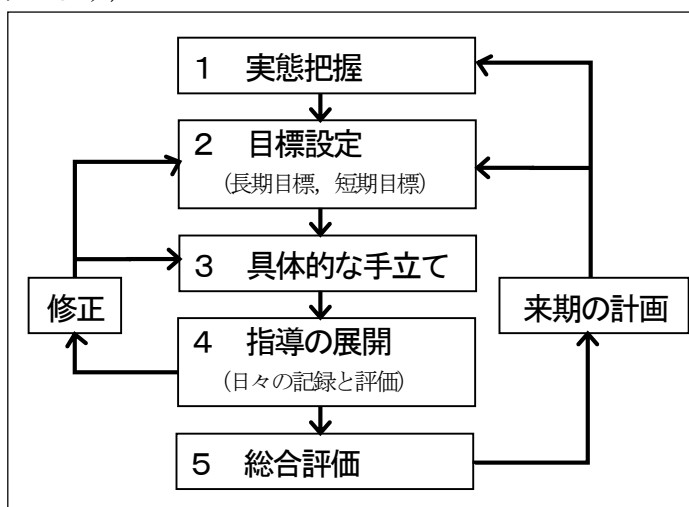 1 実態把握
2 目標設定
(長期目標，短期目標)
3 具体的な手立て
修正
来期の計画
4 指導の展開
(日々の記録と評価)
5 総合評価